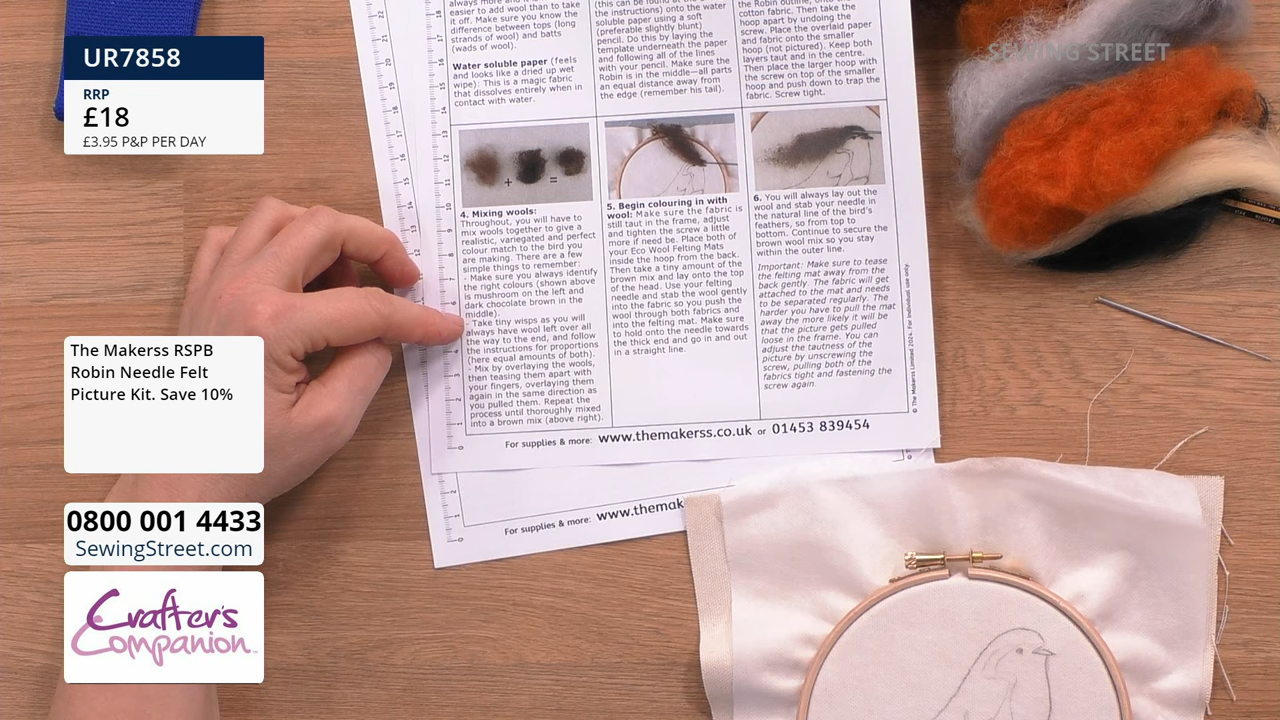 UR7858
RRP
£18
£3.95 P&P PER DAY
The Makerss RSPB
Robin Needle Felt
Picture Kit. Save 10%
0800 001 4433
SewingStreet.com
Crafter's
Companion
SEWING STREET
easier to add wool than to take
it off. Make sure you know the
difference between tops (long
strands of wool) and batts
(wads of wool).
Water soluble paper (feels
and looks like a dried up wet
wipe): This is a magic fabric
that dissolves entirely when in
contact with water.
(this can be found at the end of
the instructions) onto the water
soluble paper using a soft
(preferable slightly blunt)
pencil. Do this by laying the
template underneath the paper
and following all of the lines
with your pencil. Make sure the
Robin is in the middle—all parts
an equal distance away from
the edge (remember his tail).
the Robin outline, onto the
cotton fabric. Then take the
hoop apart by undoing the
screw. Place the overlaid paper
and fabric onto the smaller
hoop (not pictured). Keep both
layers taut and in the centre.
Then place the larger hoop with
the screw on top of the smaller
hoop and push down to trap the
fabric. Screw tight.
+ =
4. Mixing wools:
Throughout, you will have to
mix wools together to give a
realistic, variegated and perfect
colour match to the bird you
are making. There are a few
simple things to remember:
- Make sure you always identify
the right colours (shown above
is mushroom on the left and
dark chocolate brown in the
middle).
- Take tiny wisps as you will
always have wool left over all
the way to the end, and follow
the instructions for proportions
(here equal amounts of both).
- Mix by overlaying the wools,
then teasing them apart with
your fingers, overlaying them
again in the same direction as
you pulled them. Repeat the
process until thoroughly mixed
into a brown mix (above right).
5. Begin colouring in with
wool: Make sure the fabric is
still taut in the frame, adjust
and tighten the screw a little
more if need be. Place both of
your Eco Wool Felting Mats
inside the hoop from the back.
Then take a tiny amount of the
brown mix and lay onto the top
of the head. Use your felting
needle and stab the wool gently
into the fabric so you push the
wool through both fabrics and
into the felting mat. Make sure
to hold onto the needle towards
the thick end and go in and out
in a straight line.
6. You will always lay out the
wool and stab your needle in
the natural line of the bird's
feathers, so from top to
bottom. Continue to secure the
brown wool mix so you stay
within the outer line.
Important: Make sure to tease
the felting mat away from the
back gently. The fabric will get
attached to the mat and needs
to be separated regularly. The
harder you have to pull the mat
away the more likely it will be
that the picture gets pulled
loose in the frame. You can
adjust the tautness of the
picture by unscrewing the
screw, pulling both of the
fabrics tight and fastening the
screw again.
© The Makerss Limited 2024. For individual use only.
For supplies & more: www.themakerss.co.uk or 01453 839454
For supplies & more: www.themak